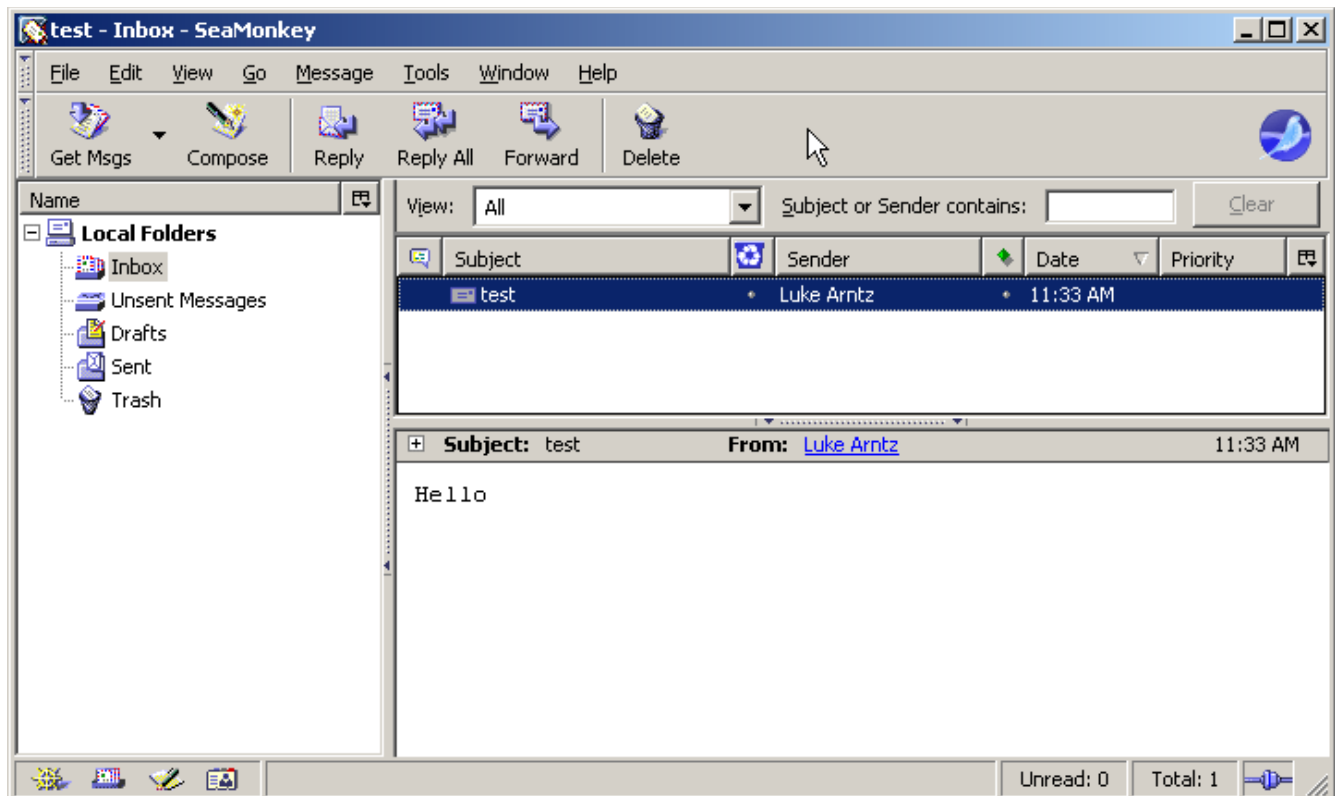 test - Inbox - SeaMonkey
File Edit View Go Message Tools Window Help
Get Msgs Compose Reply Reply All Forward Delete
Name
Local Folders
Inbox
Unsent Messages
Drafts
Sent
Trash
View: All Subject or Sender contains: Clear
Subject Sender Date Priority
test Luke Arntz 11:33 AM
Subject: test From: Luke Arntz 11:33 AM
Hello
Unread: 0 Total: 1